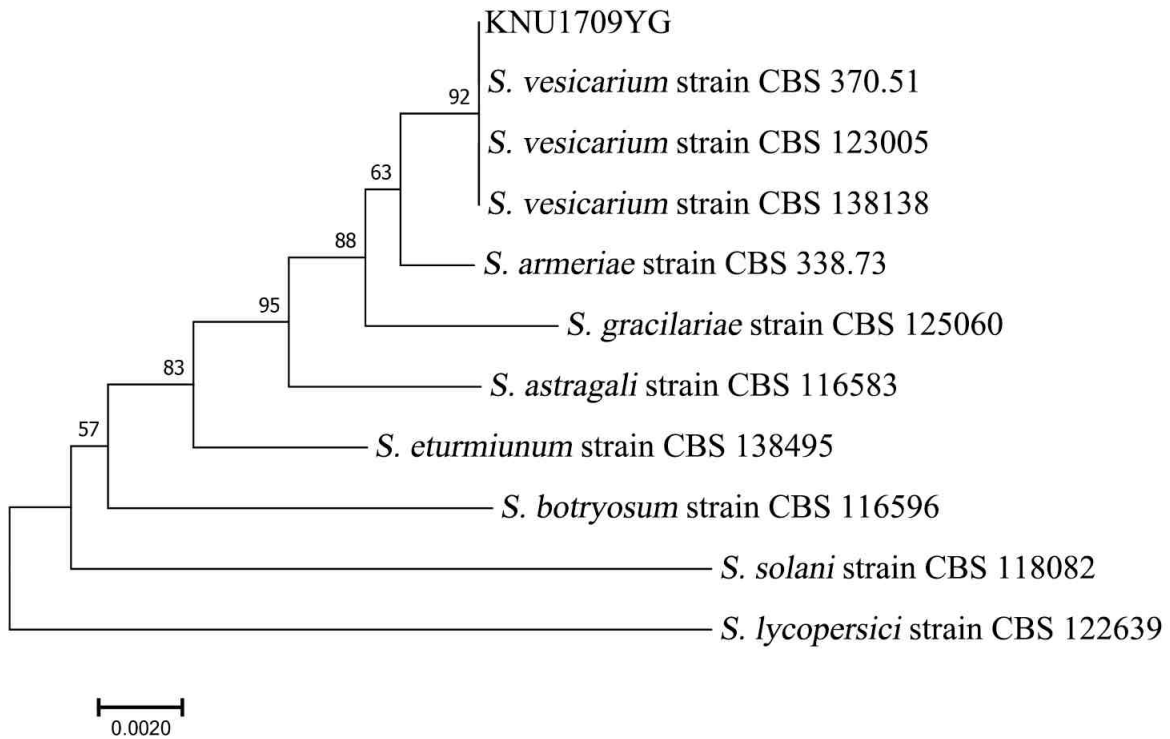 KNU1709YG
S. vesicarium strain CBS 370.51
92
S. vesicarium strain CBS 123005
63
S. vesicarium strain CBS 138138
88
S. armeriae strain CBS 338.73
95
S. gracilariae strain CBS 125060
83
S. astragali strain CBS 116583
57
S. eturmiunum strain CBS 138495
S. botryosum strain CBS 116596
S. solani strain CBS 118082
S. lycopersici strain CBS 122639
0.0020